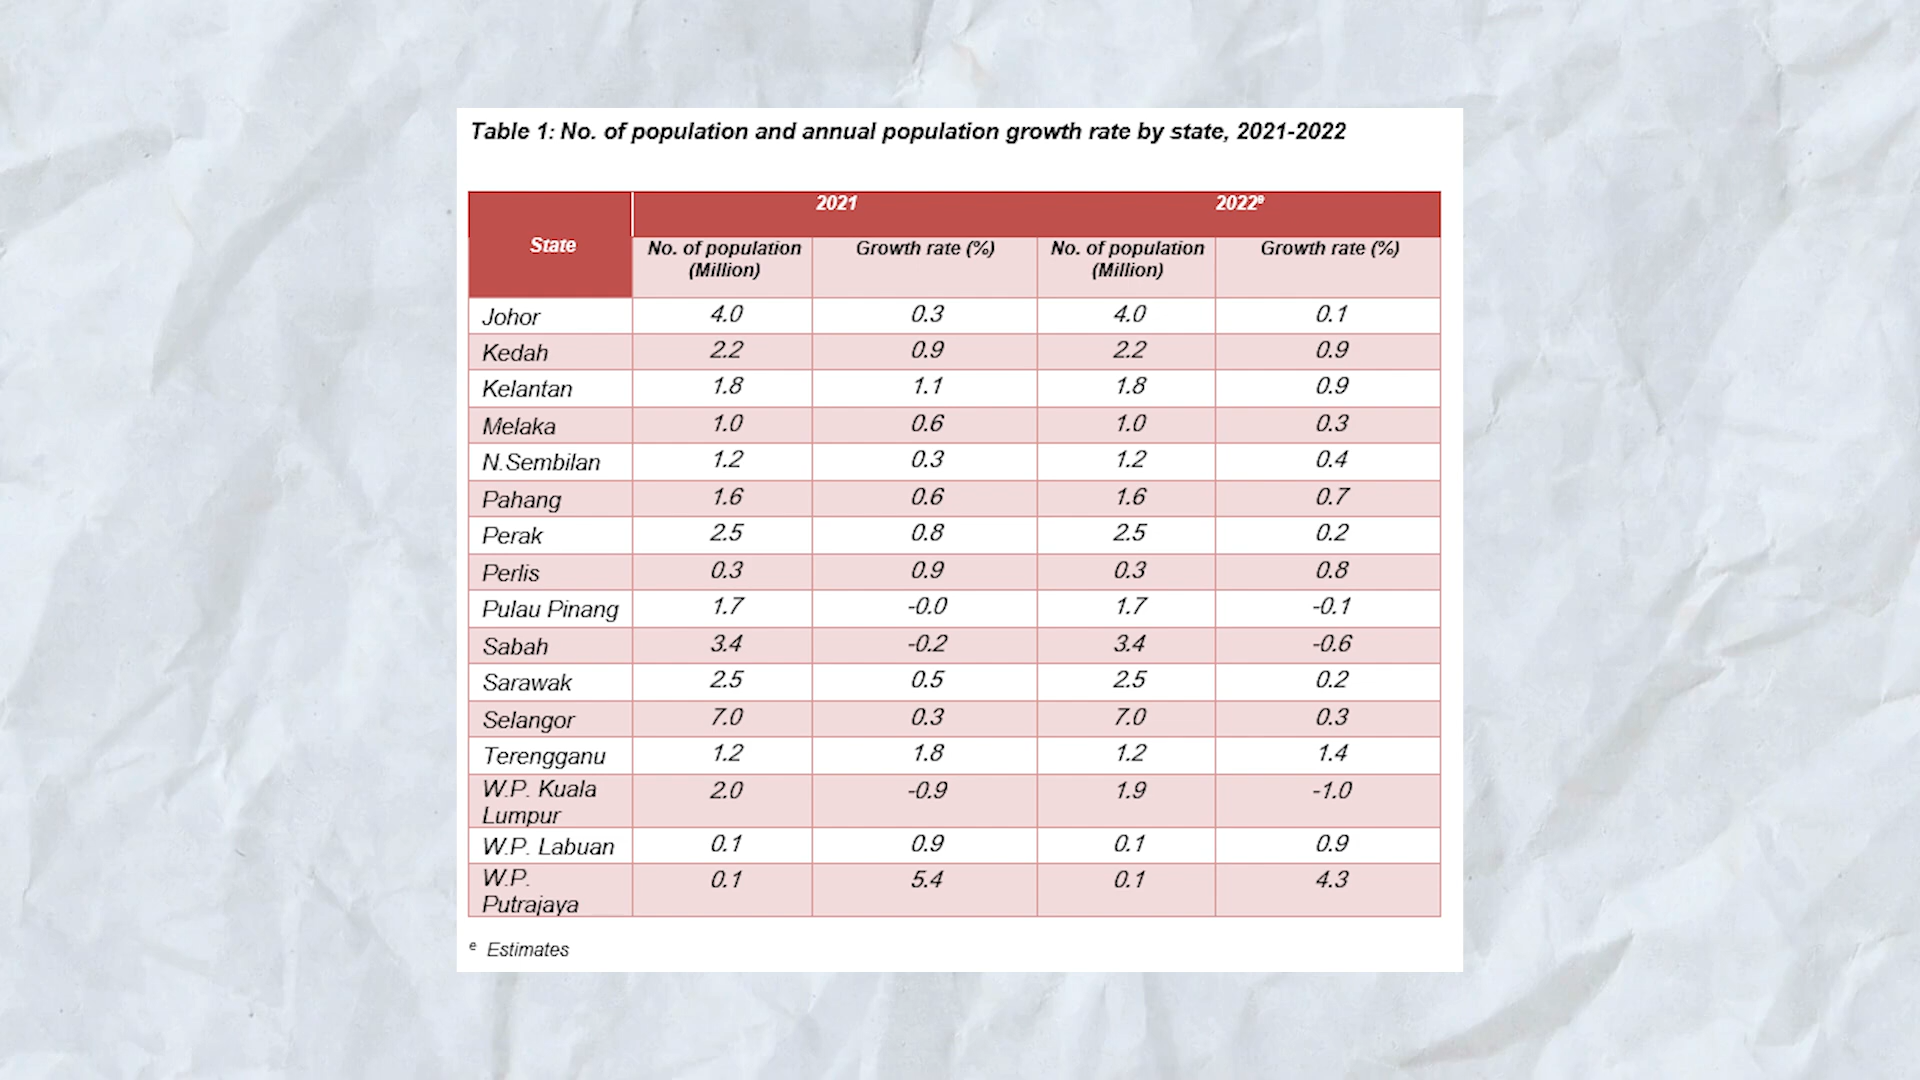 Table 1: No. of population and annual population growth rate by state, 2021-2022
State 2021 2022ᵉ
No. of population (Million) Growth rate (%) No. of population (Million) Growth rate (%)
Johor 4.0 0.3 4.0 0.1
Kedah 2.2 0.9 2.2 0.9
Kelantan 1.8 1.1 1.8 0.9
Melaka 1.0 0.6 1.0 0.3
N.Sembilan 1.2 0.3 1.2 0.4
Pahang 1.6 0.6 1.6 0.7
Perak 2.5 0.8 2.5 0.2
Perlis 0.3 0.9 0.3 0.8
Pulau Pinang 1.7 -0.0 1.7 -0.1
Sabah 3.4 -0.2 3.4 -0.6
Sarawak 2.5 0.5 2.5 0.2
Selangor 7.0 0.3 7.0 0.3
Terengganu 1.2 1.8 1.2 1.4
W.P. Kuala Lumpur 2.0 -0.9 1.9 -1.0
W.P. Labuan 0.1 0.9 0.1 0.9
W.P. Putrajaya 0.1 5.4 0.1 4.3
ᵉ Estimates